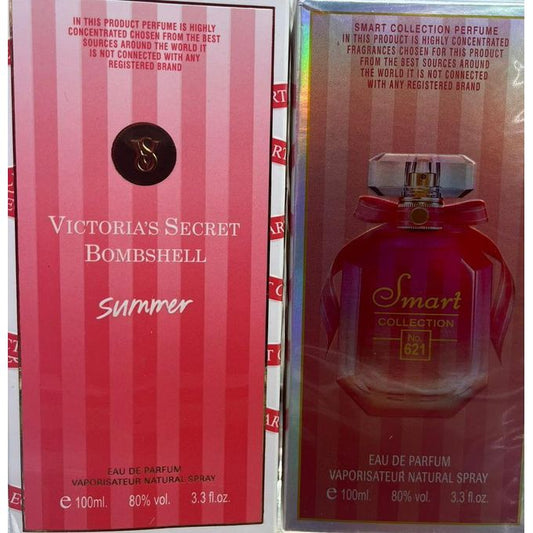 IN THIS PRODUCT PERFUME IS HIGHLY
CONCENTRATED CHOSEN FROM THE BEST
SOURCES AROUND THE WORLD IT
IS NOT CONNECTED WITH ANY
REGISTERED BRAND
VS
VICTORIA'S SECRET
BOMBSHELL
summer
EAU DE PARFUM
VAPORISATEUR NATURAL SPRAY
e 100ml. 80% vol. 3.3 fl.oz.
SMART COLLECTION PERFUME
IN THIS PRODUCT IS HIGHLY CONCENTRATED
FRAGRANCES CHOSEN FOR THIS PRODUCT
FROM THE BEST SOURCES AROUND THE
WORLD IT IS NOT CONNECTED
WITH ANY REGISTERED BRAND
Smart
COLLECTION
No.
621
EAU DE PARFUM
VAPORISATEUR NATURAL SPRAY
e 100ml. 80% vol. 3.3 fl.oz.